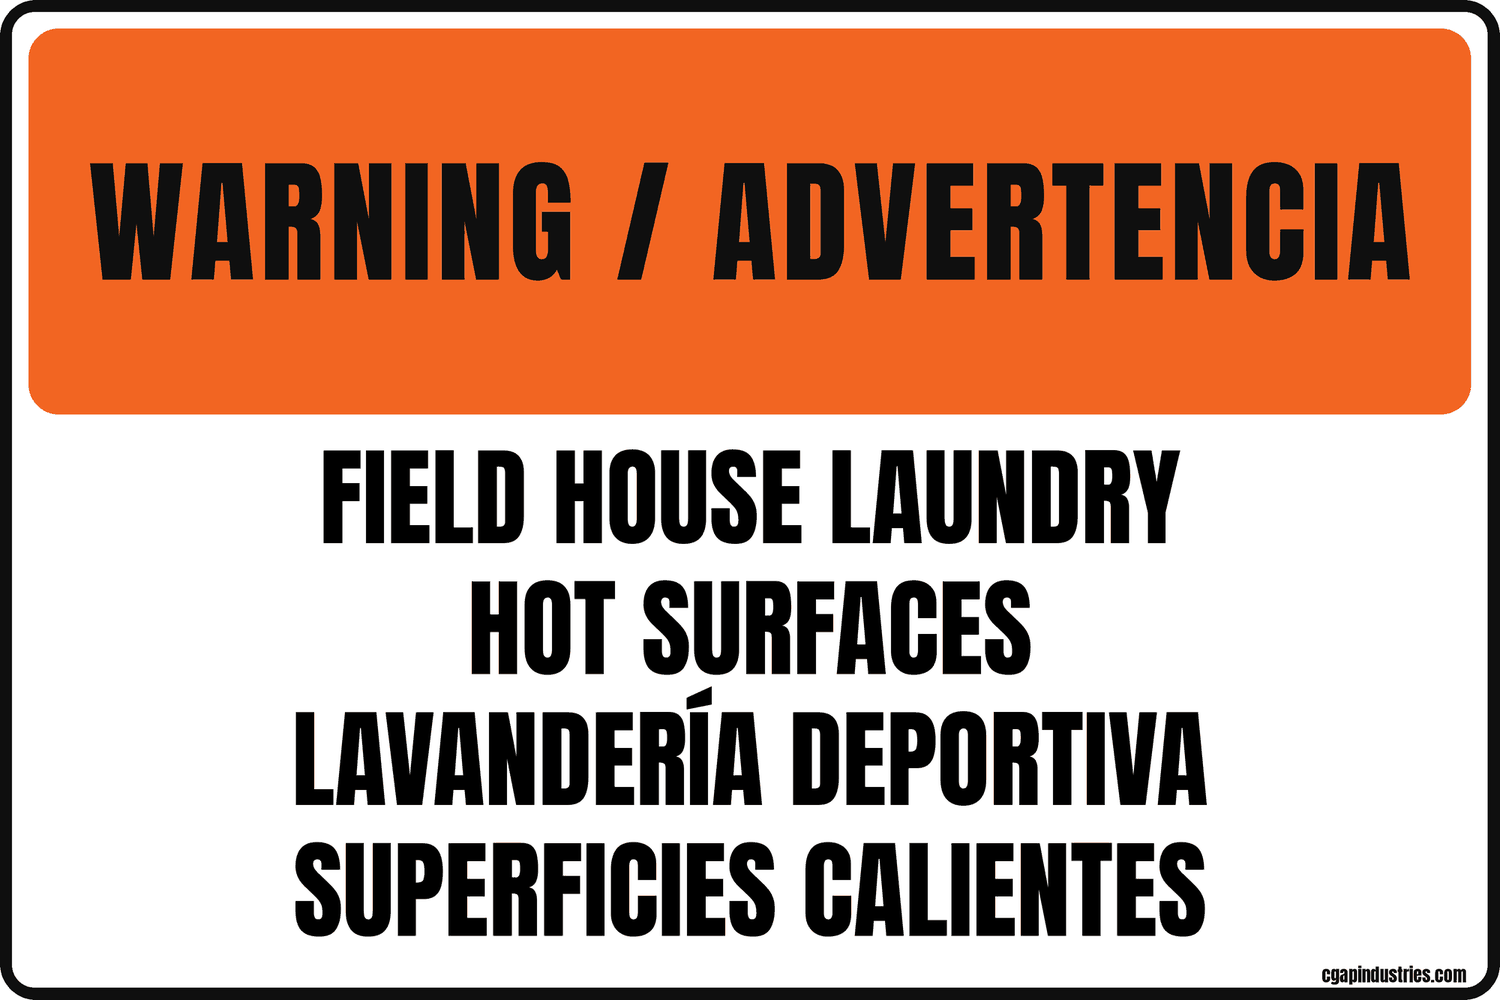 WARNING / ADVERTENCIA
FIELD HOUSE LAUNDRY
HOT SURFACES
LAVANDERÍA DEPORTIVA
SUPERFICIES CALIENTES
cgapindustries.com